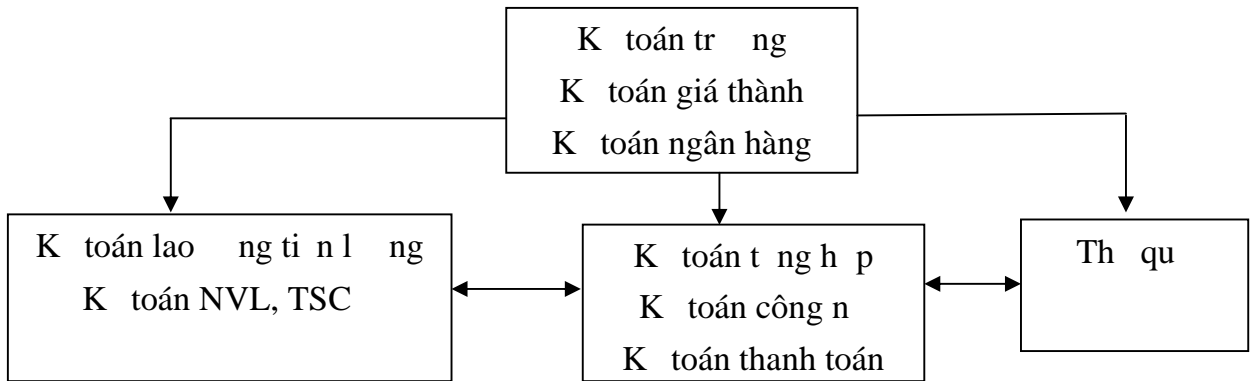 K toán tr ng
K toán giá thành
K toán ngân hàng
K toán lao ng ti n l ng
K toán NVL, TSC
K toán t ng h p
K toán công n
K toán thanh toán
Th qu